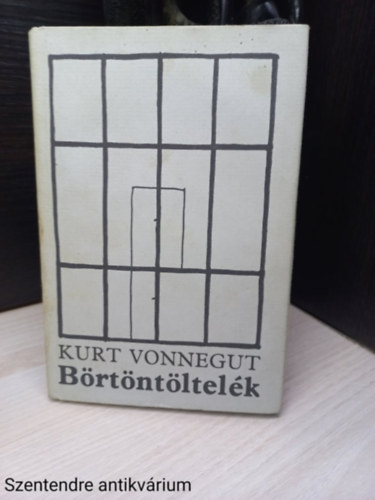 KURT VONNEGUT
Börtöntöltelék
Szentendre antikvárium